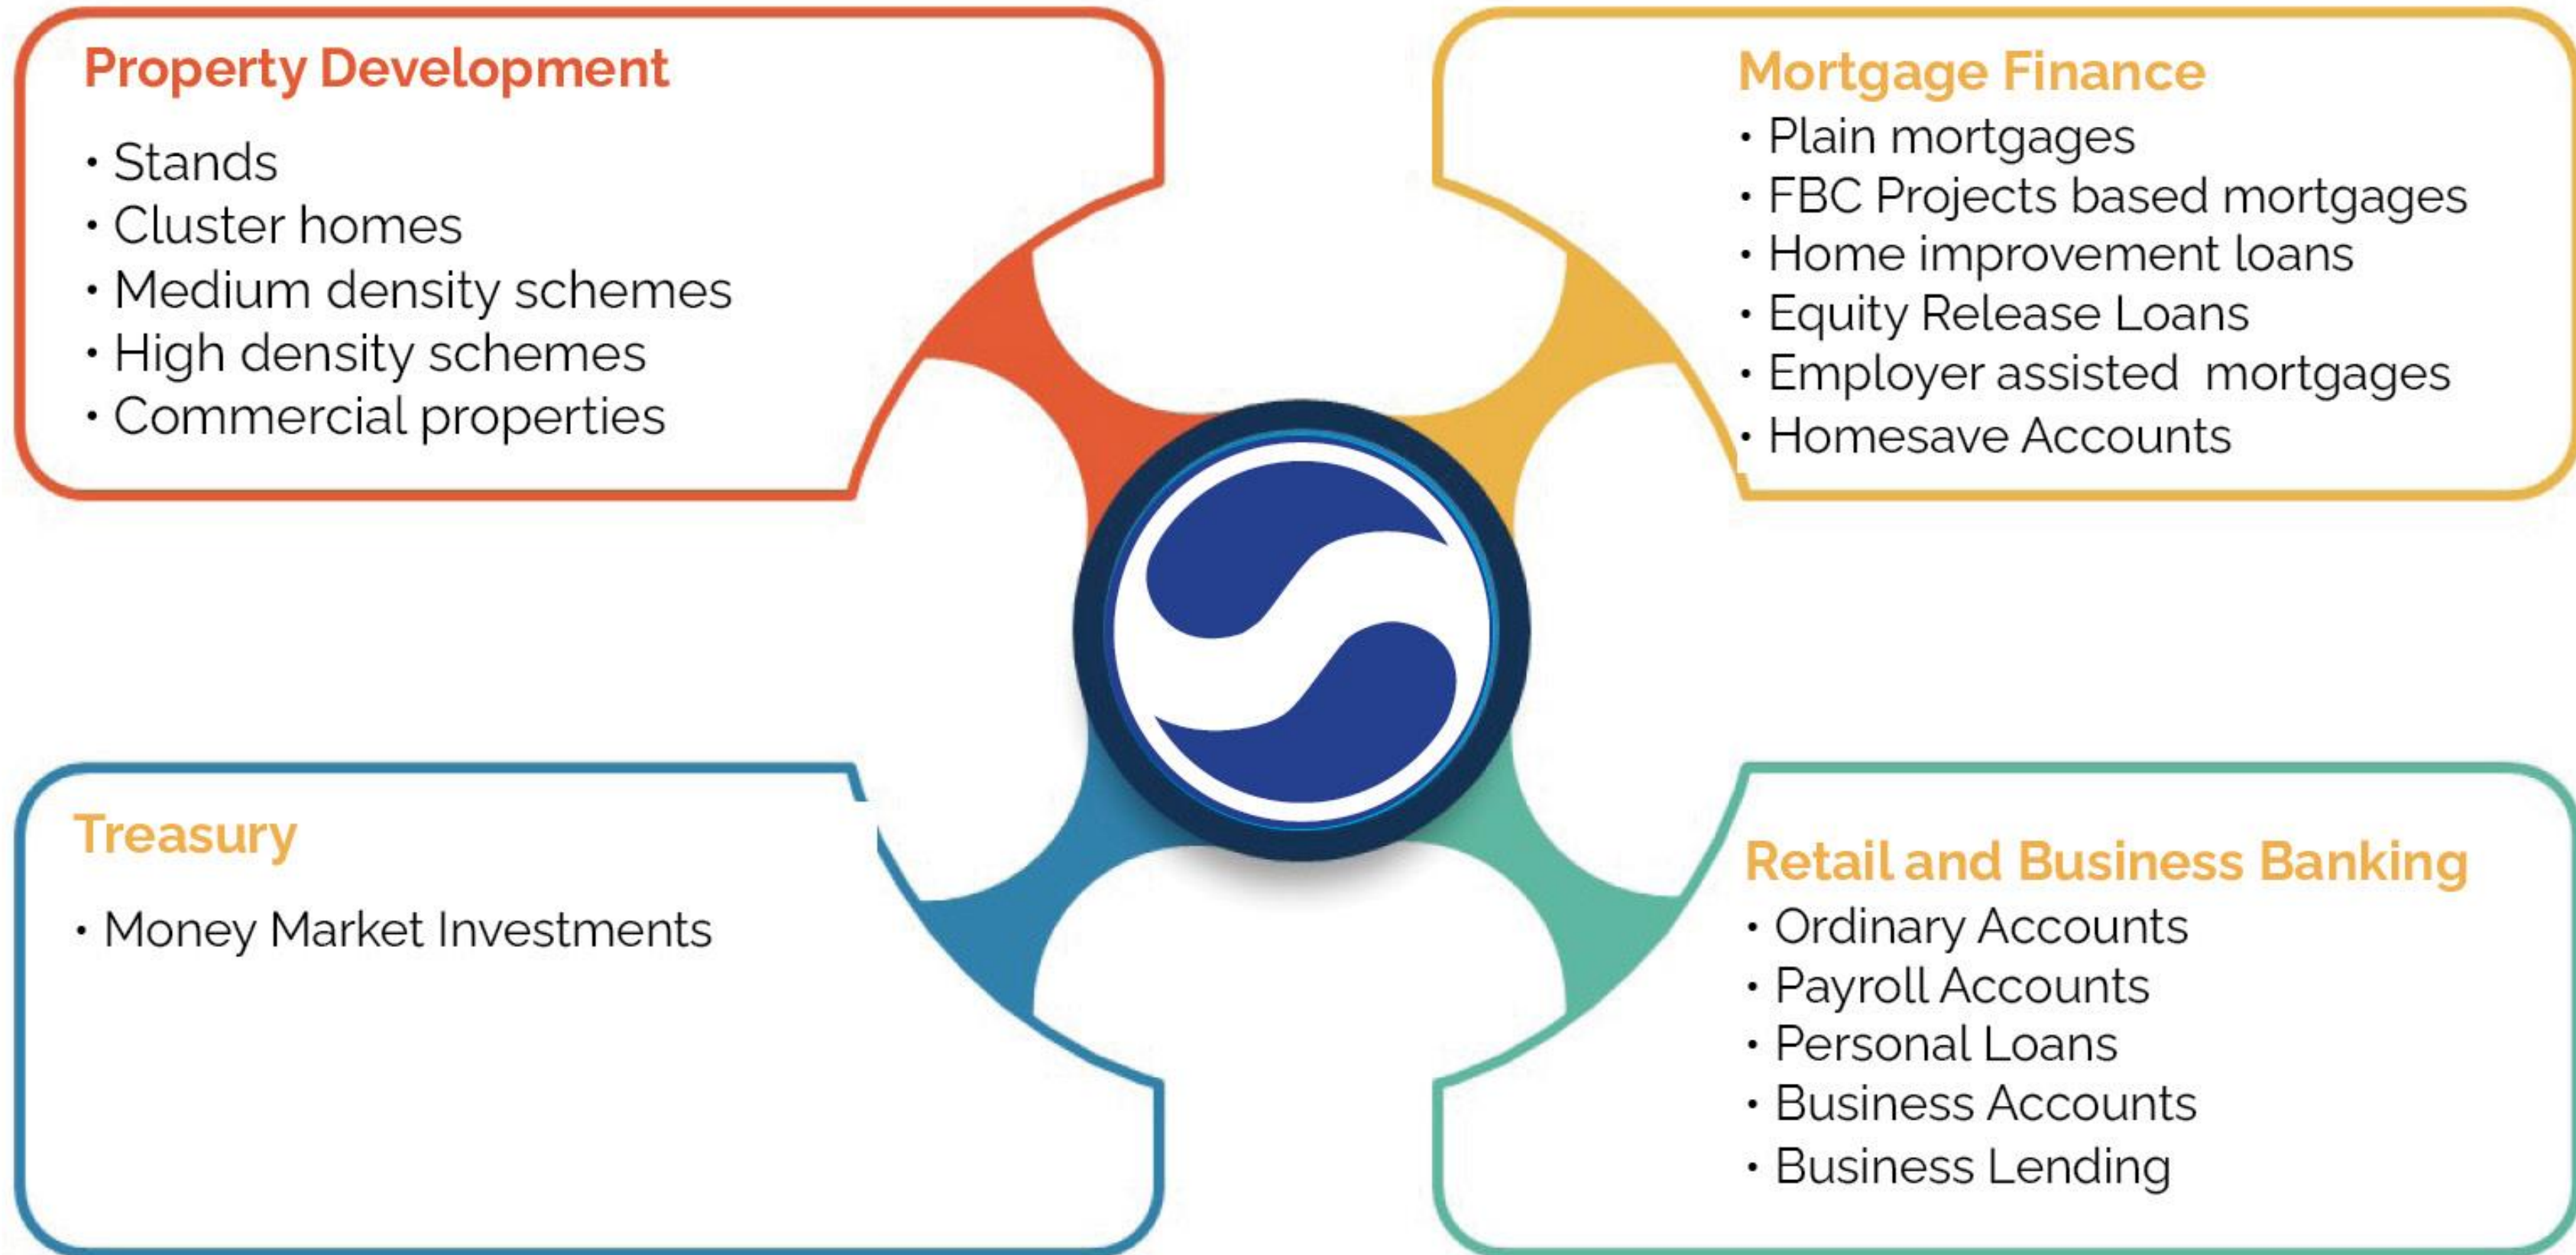 Property Development
• Stands
• Cluster homes
• Medium density schemes
• High density schemes
• Commercial properties
Mortgage Finance
• Plain mortgages
• FBC Projects based mortgages
• Home improvement loans
• Equity Release Loans
• Employer assisted  mortgages
• Homesave Accounts
Treasury
• Money Market Investments
Retail and Business Banking
• Ordinary Accounts
• Payroll Accounts
• Personal Loans
• Business Accounts
• Business Lending